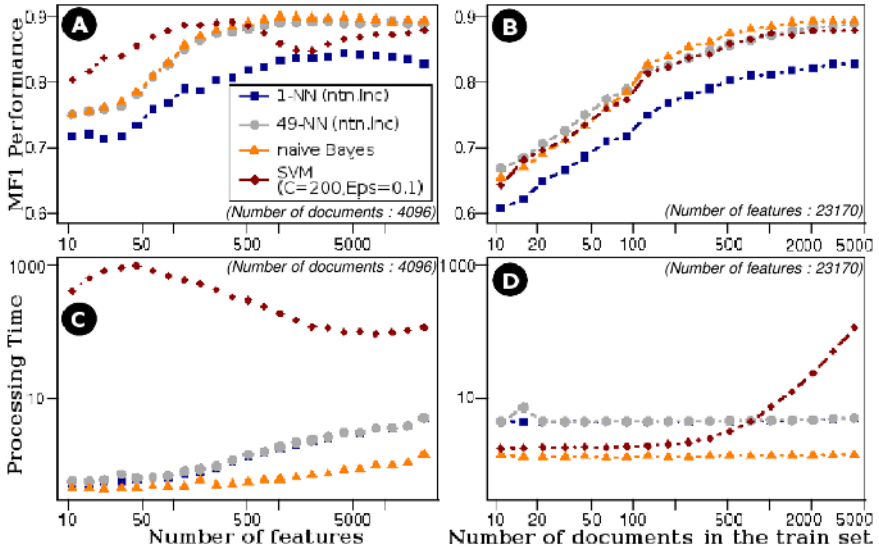 A
B
MF1 Performance
0.9
0.8
0.7
0.6
1-NN (ntn.lnc)
49-NN (ntn.lnc)
naive Bayes
SVM
(C=200,Eps=0.1)
(Number of documents : 4096)
10
50
500
5000
0.9
0.8
0.7
0.6
(Number of features : 23170)
10
20
50
100
500
2000
5000
C
D
Processing Time
1000
10
(Number of documents : 4096)
10
50
500
5000
Number of features
1000
10
(Number of features : 23170)
10
20
50
100
500
2000
5000
Number of documents in the train set